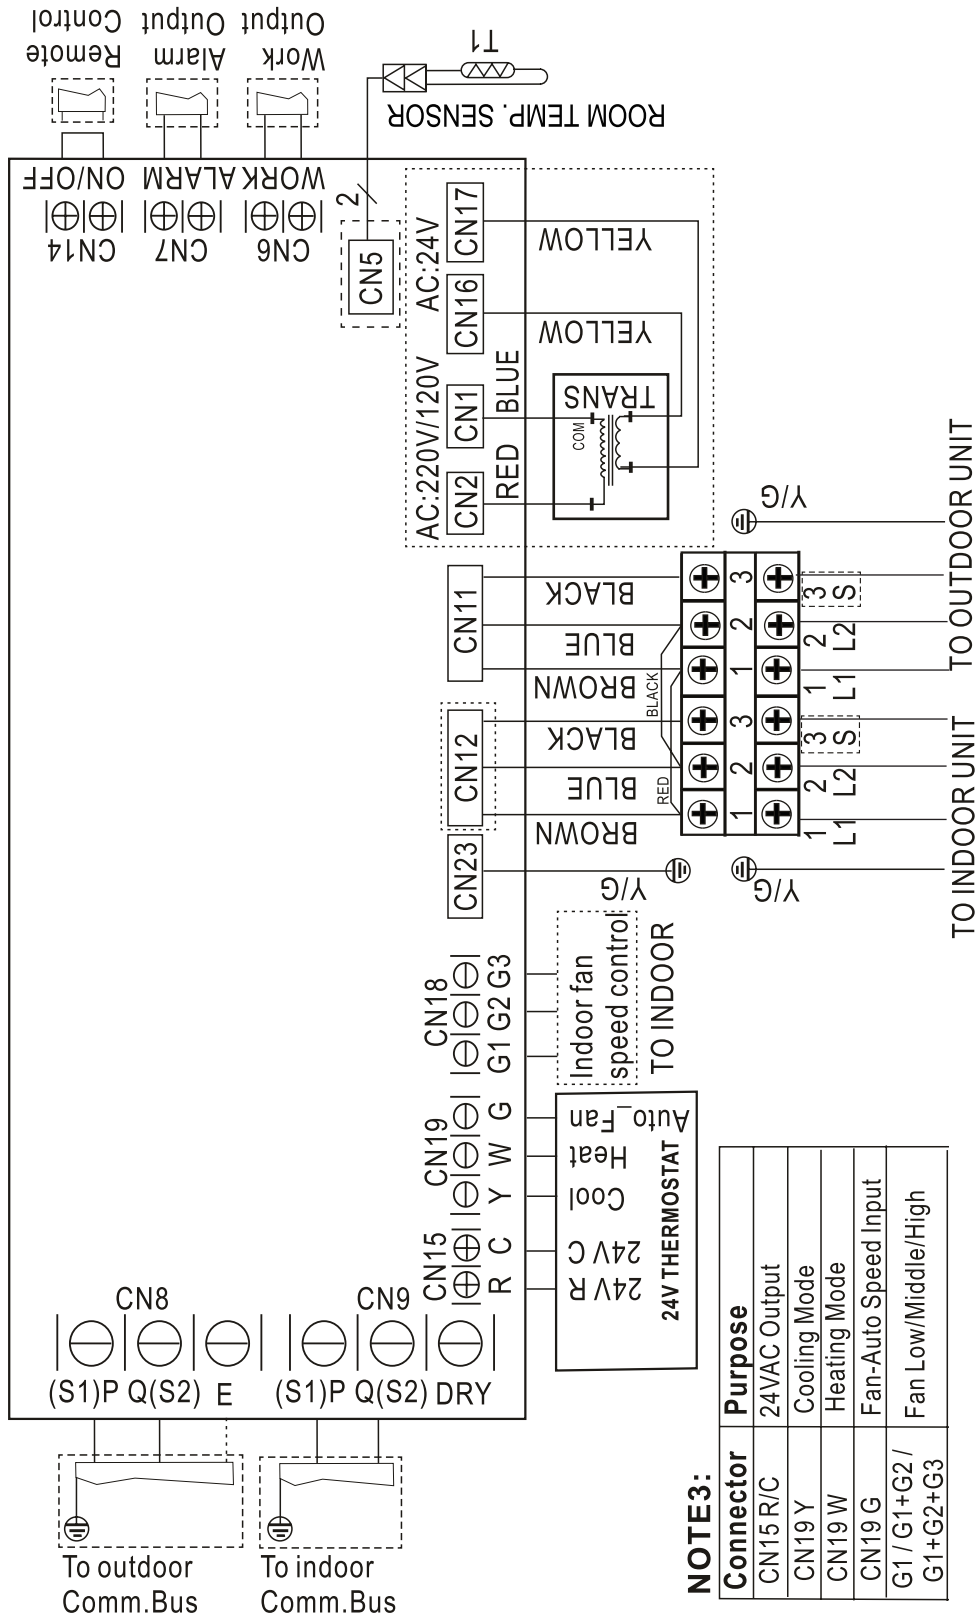 Remote
Control
Alarm
Output
Work
Output
T1
ROOM TEMP. SENSOR
ON/OFF
ALARM
WORK
CN14
CN7
CN6
2
CN5
AC:24V
CN17
CN16
YELLOW
YELLOW
AC:220V/120V
CN1
CN2
BLUE
RED
TRANS
COM
CN11
BLACK
BLUE
BROWN
CN12
BLACK
BLUE
BROWN
BLACK
RED
CN23
Y/G
Y/G
Y/G
3
2
1
3
2
1
3
S
2
L2
1
L1
3
S
2
L2
1
L1
TO OUTDOOR UNIT
TO INDOOR UNIT
CN18
G1 G2 G3
Indoor fan
speed control
TO INDOOR
CN19
Y W G
CN15
R C
Auto_Fan
Heat
Cool
24V C
24V R
24V THERMOSTAT
CN8
(S1)P Q(S2) E
CN9
(S1)P Q(S2) DRY
To outdoor
Comm.Bus
To indoor
Comm.Bus
NOTE3:
Connector Purpose
CN15 R/C 24VAC Output
CN19 Y Cooling Mode
CN19 W Heating Mode
CN19 G Fan-Auto Speed Input
G1 / G1+G2 /
G1+G2+G3
Fan Low/Middle/High